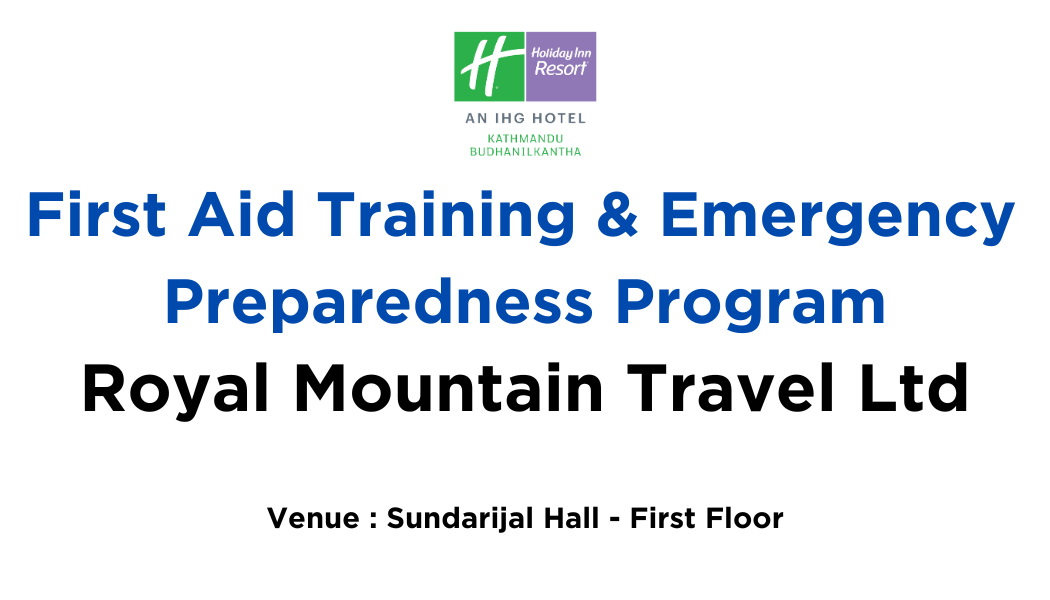 H
Holiday Inn
Resort
AN IHG HOTEL
KATHMANDU
BUDHANILKANTHA
First Aid Training & Emergency
Preparedness Program
Royal Mountain Travel Ltd
Venue : Sundarijal Hall - First Floor